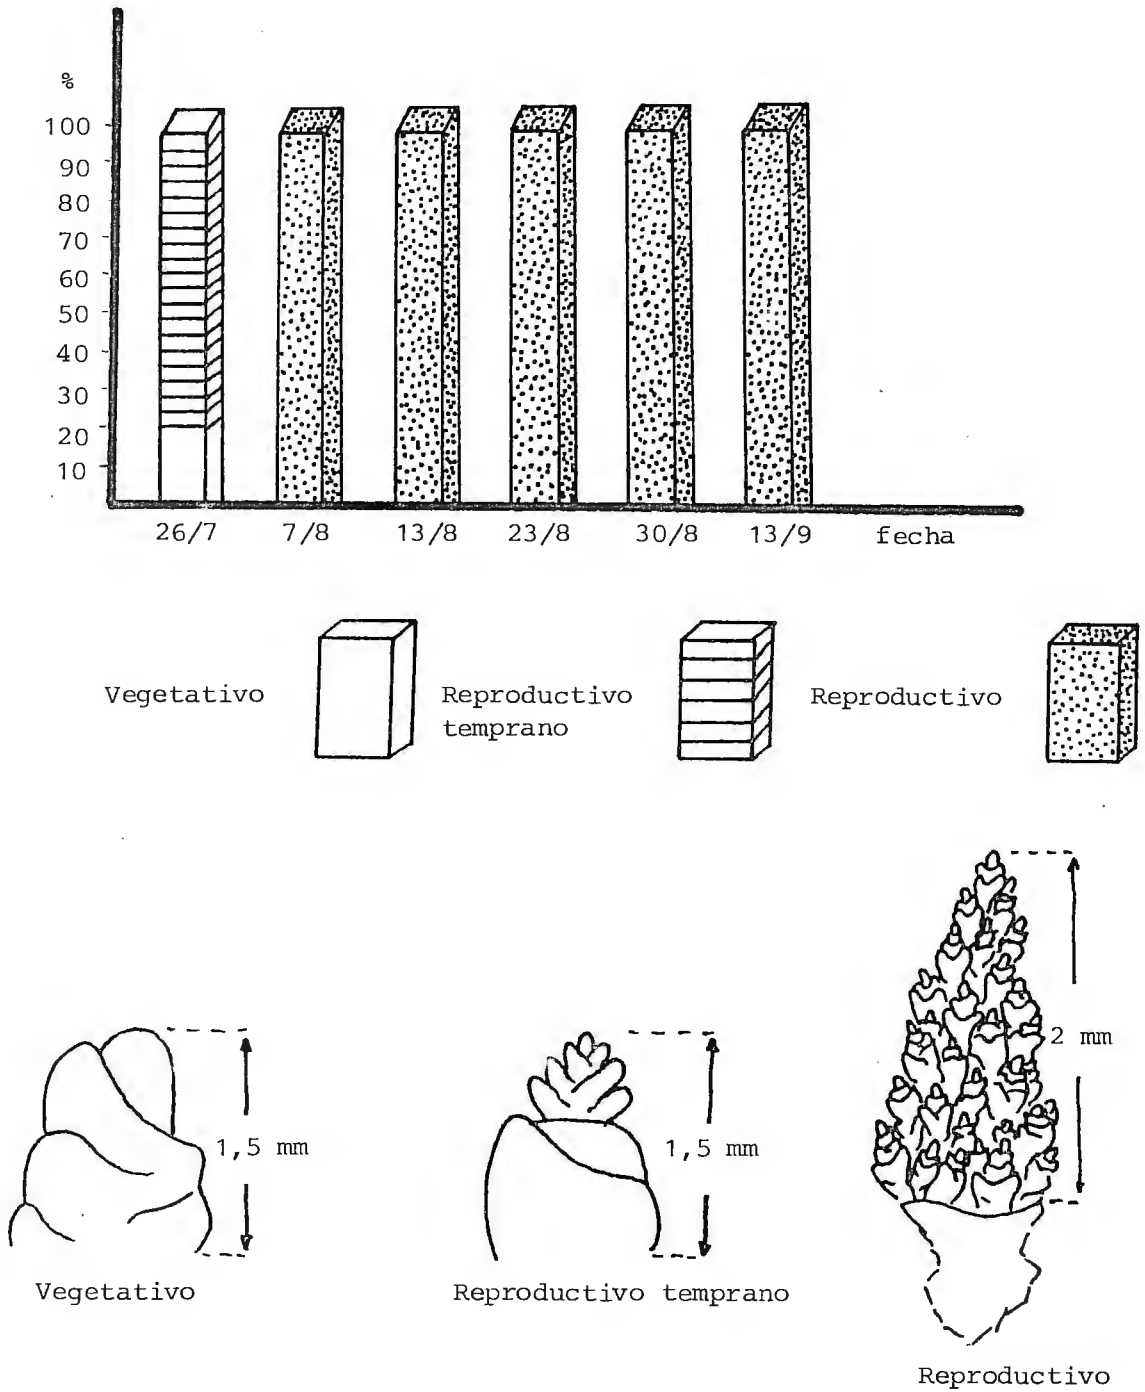 %
100
90
80
70
60
50
40
30
20
10
26/7 7/8 13/8 23/8 30/8 13/9 fecha
Vegetativo
Reproductivo
temprano
Reproductivo
2 mm
1,5 mm
1,5 mm
Vegetativo
Reproductivo temprano
Reproductivo